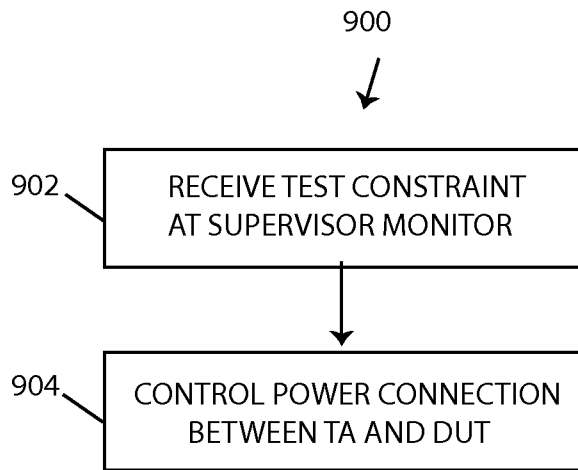 900
902
RECEIVE TEST CONSTRAINT
AT SUPERVISOR MONITOR
904
CONTROL POWER CONNECTION
BETWEEN TA AND DUT